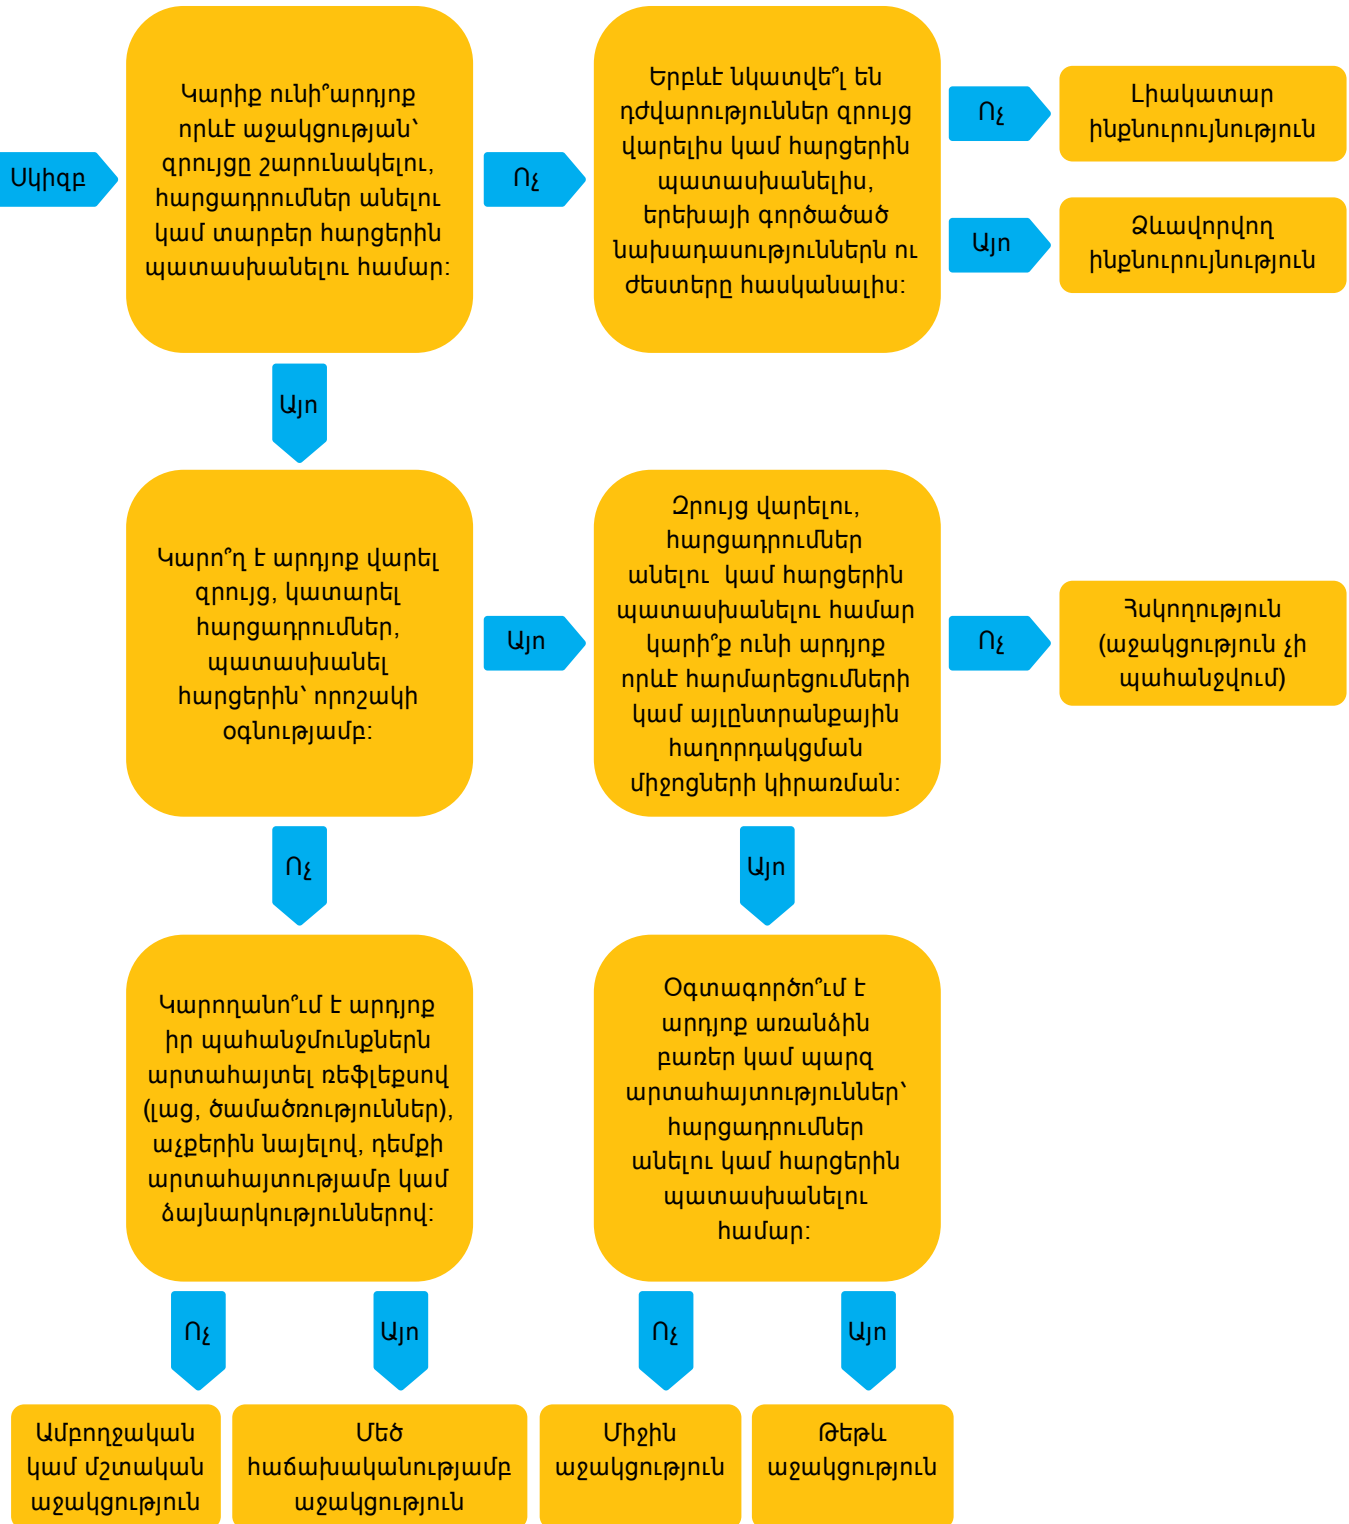 Սկիզբ
Կարիք ունի՞արդյոք
որևէ աջակցության՝
զրույցը շարունակելու,
հարցադրումներ անելու
կամ տարբեր հարցերին
պատասխանելու համար:
Ոչ
Երբևէ նկատվե՞լ են
դժվարություններ զրույց
վարելիս կամ հարցերին
պատասխանելիս,
երեխայի գործածած
նախադասություններն ու
ժեստերը հասկանալիս:
Ոչ
Լիակատար
ինքնուրույնություն
Այո
Ձևավորվող
ինքնուրույնություն
Այո
Կարո՞ղ է արդյոք վարել
զրույց, կատարել
հարցադրումներ,
պատասխանել
հարցերին՝ որոշակի
օգնությամբ:
Այո
Զրույց վարելու,
հարցադրումներ
անելու կամ հարցերին
պատասխանելու համար
կարի՞ք ունի արդյոք
որևէ հարմարեցումների
կամ այլընտրանքային
հաղորդակցման
միջոցների կիրառման:
Ոչ
Հսկողություն
(աջակցություն չի
պահանջվում)
Ոչ
Այո
Կարողանո՞ւմ է արդյոք
իր պահանջմունքներն
արտահայտել ռեֆլեքսով
(լաց, ծամածռություններ),
աչքերին նայելով, դեմքի
արտահայտությամբ կամ
ձայնարկություններով:
Օգտագործո՞ւմ է
արդյոք առանձին
բառեր կամ պարզ
արտահայտություններ՝
հարցադրումներ
անելու կամ հարցերին
պատասխանելու
համար:
Ոչ
Այո
Ոչ
Այո
Ամբողջական
կամ մշտական
աջակցություն
Մեծ
հաճախականությամբ
աջակցություն
Միջին
աջակցություն
Թեթև
աջակցություն